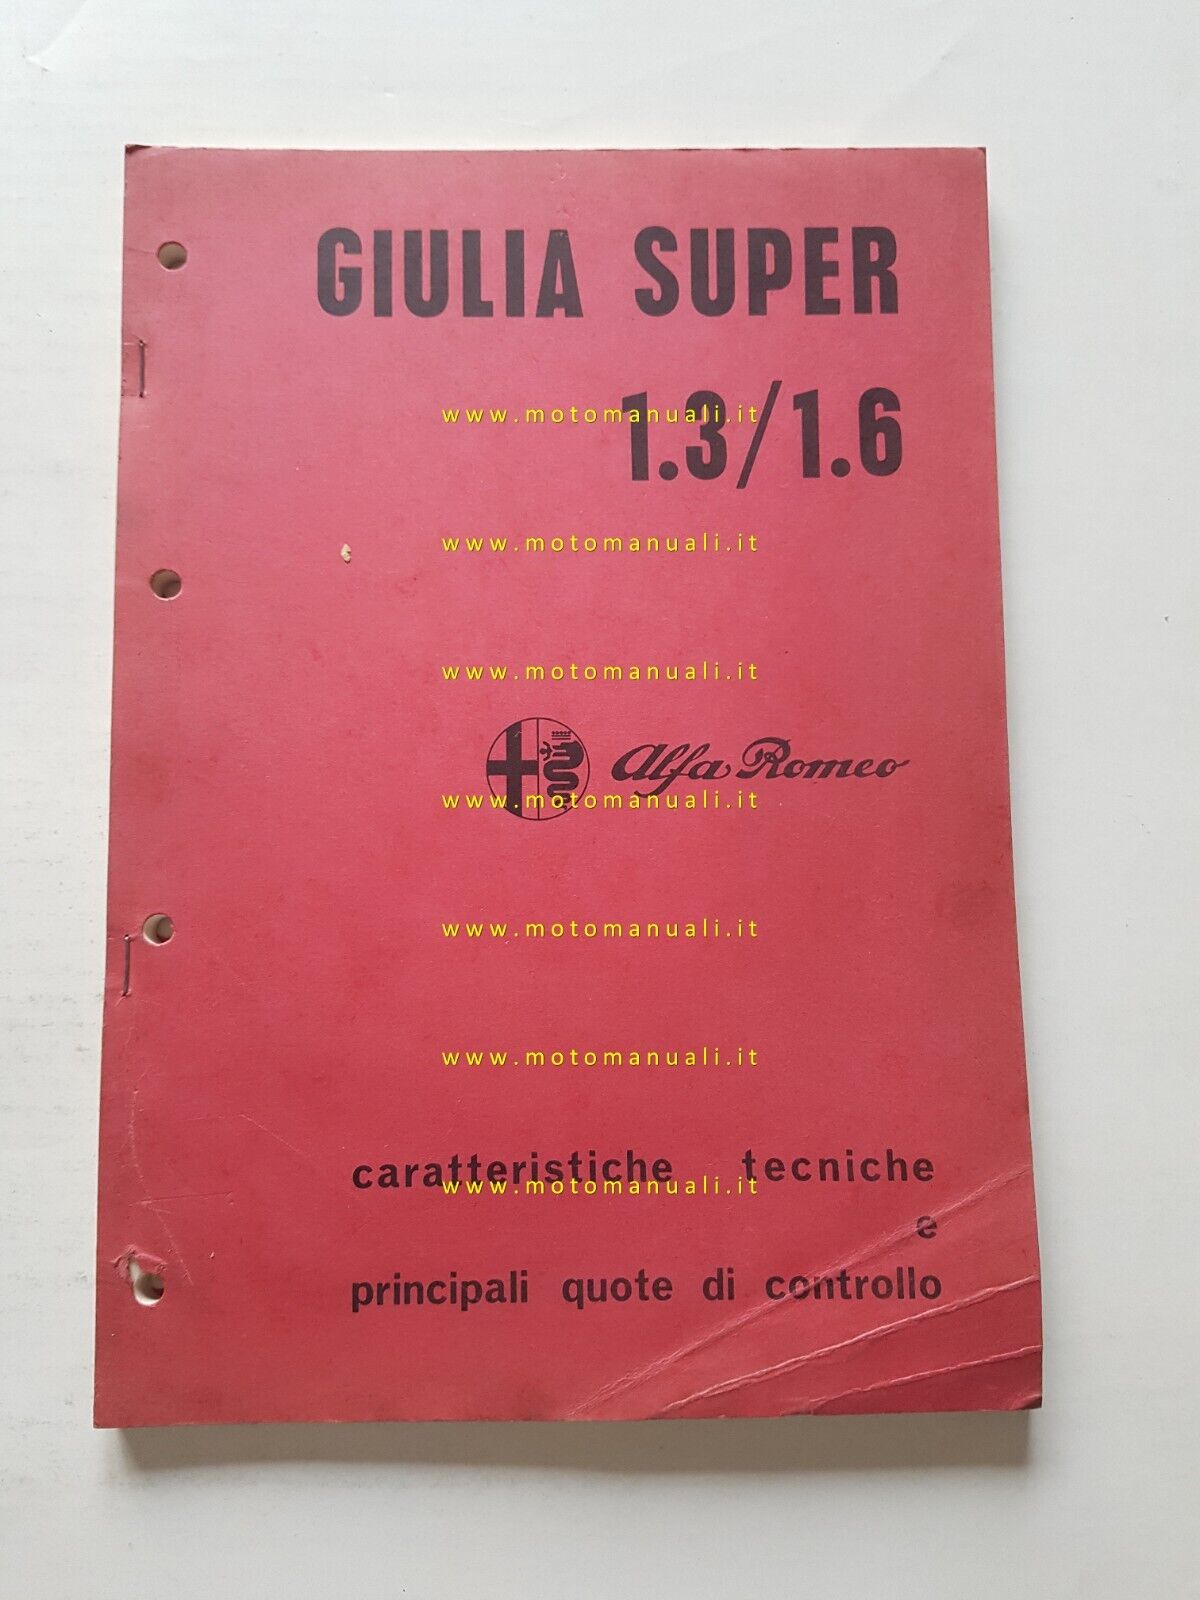 GIULIA SUPER
1.3/1.6
www.motomanuali.it
www.motomanuali.it
www.motomanuali.it
Alfa Romeo
www.motomanuali.it
www.motomanuali.it
www.motomanuali.it
caratteristiche tecniche
www.motomanuali.it
e
principali quote di controllo